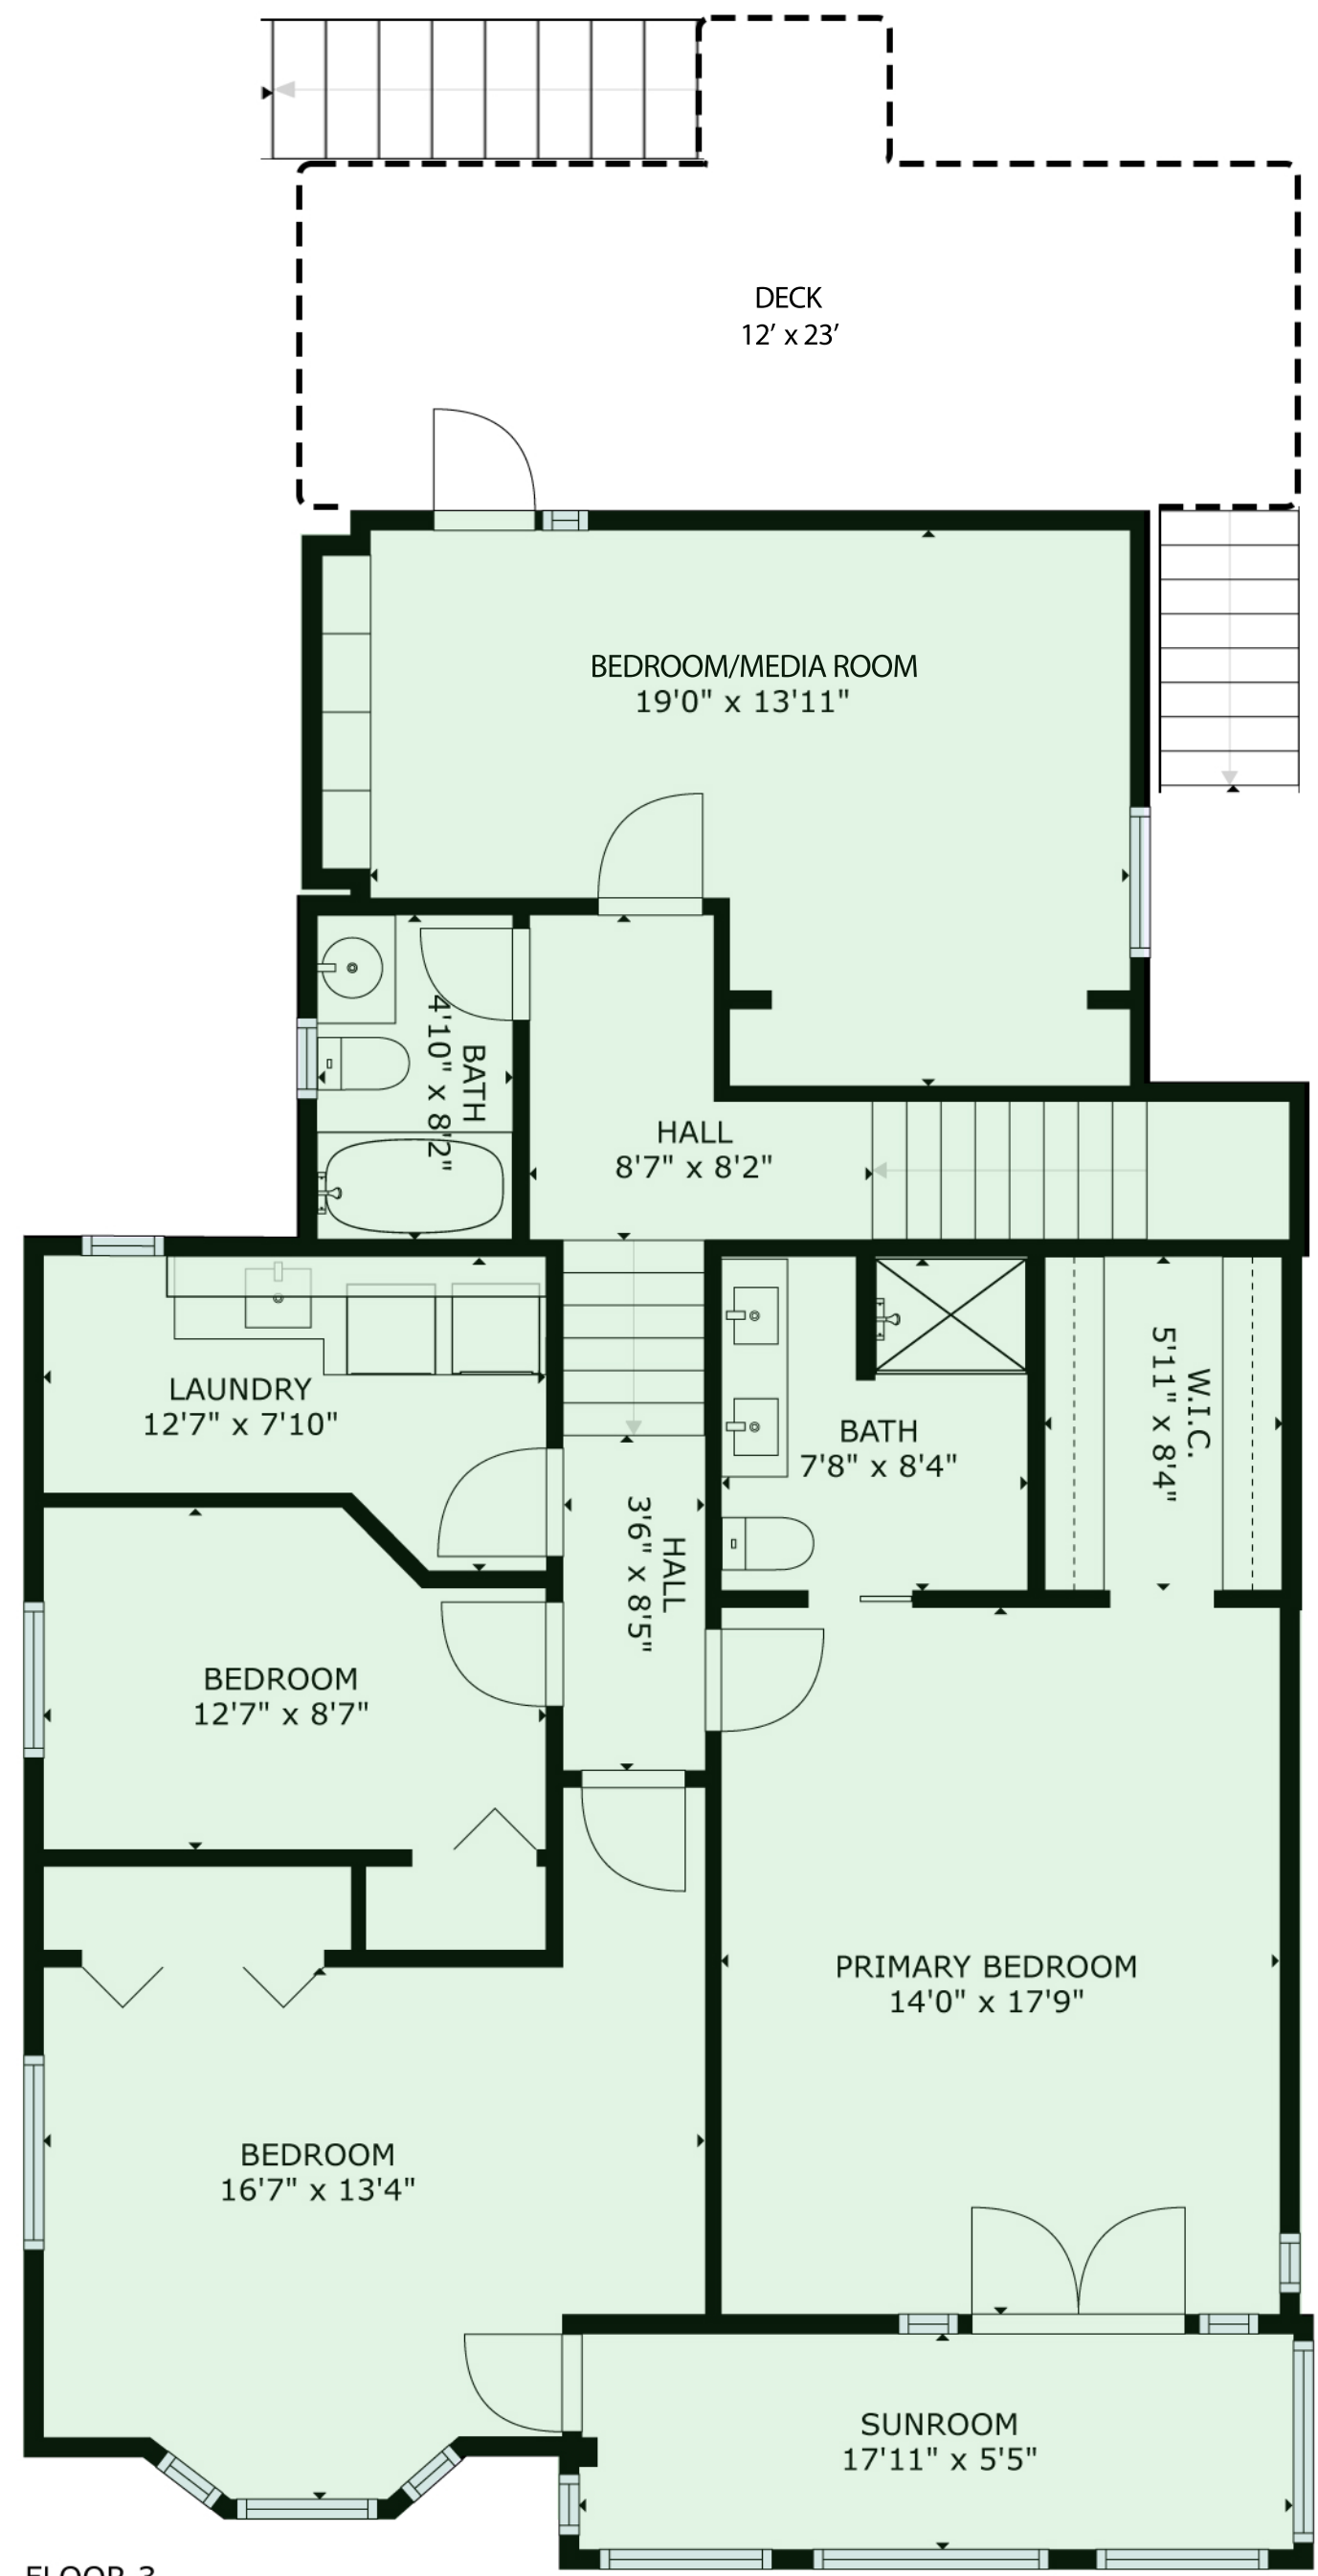 DECK
12' x 23'
BEDROOM/MEDIA ROOM
19'0" x 13'11"
BATH
4'10" x 8'2"
HALL
8'7" x 8'2"
LAUNDRY
12'7" x 7'10"
BATH
7'8" x 8'4"
W.I.C.
5'11" x 8'4"
HALL
3'6" x 8'5"
BEDROOM
12'7" x 8'7"
PRIMARY BEDROOM
14'0" x 17'9"
BEDROOM
16'7" x 13'4"
SUNROOM
17'11" x 5'5"
FLOOR 3